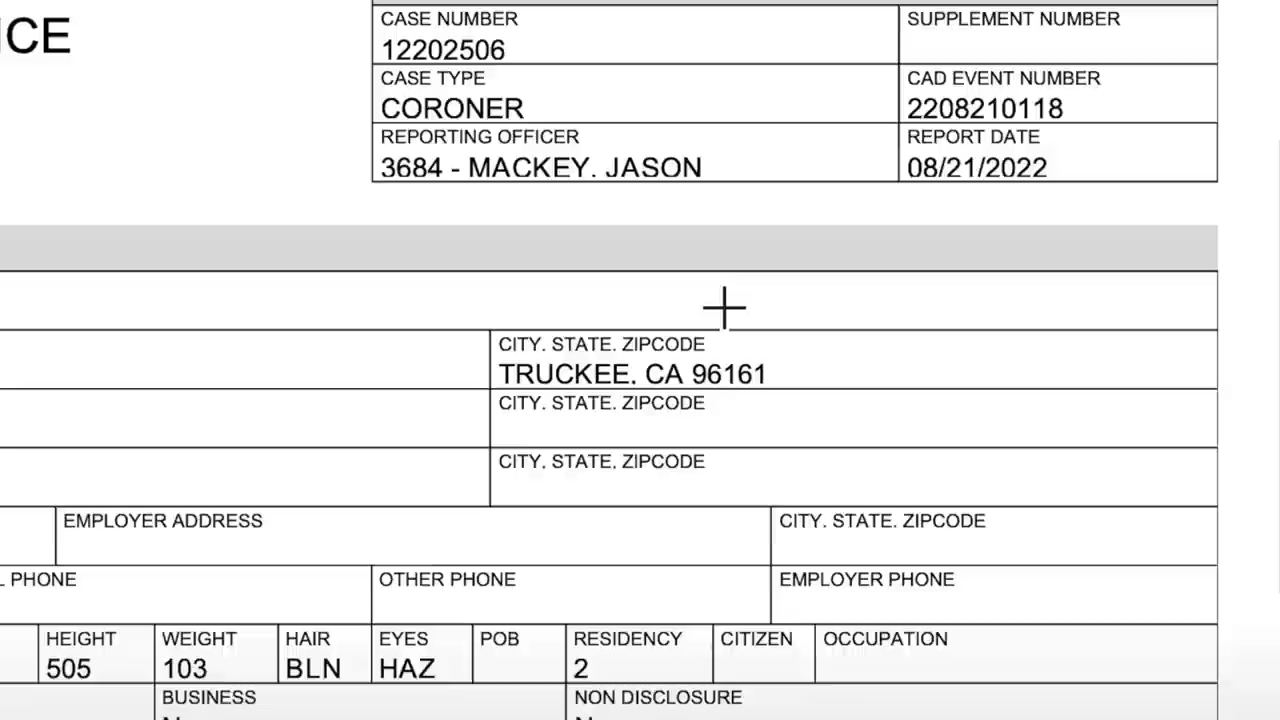 ICE
CASE NUMBER SUPPLEMENT NUMBER
12202506
CASE TYPE CAD EVENT NUMBER
CORONER 2208210118
REPORTING OFFICER REPORT DATE
3684 - MACKEY, JASON 08/21/2022
CITY, STATE, ZIPCODE
TRUCKEE, CA 96161
CITY, STATE, ZIPCODE
CITY, STATE, ZIPCODE
EMPLOYER ADDRESS CITY, STATE, ZIPCODE
L PHONE OTHER PHONE EMPLOYER PHONE
HEIGHT WEIGHT HAIR EYES POB RESIDENCY CITIZEN OCCUPATION
505 103 BLN HAZ 2
BUSINESS NON DISCLOSURE